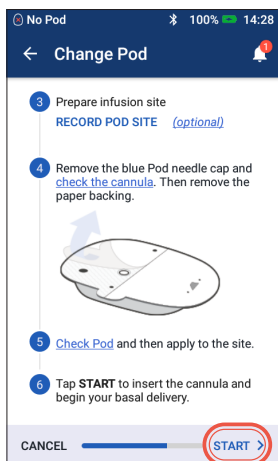 No Pod 100% 14:28
Change Pod 1
3 Prepare infusion site
RECORD POD SITE (optional)
4 Remove the blue Pod needle cap and
check the cannula. Then remove the
paper backing.
5 Check Pod and then apply to the site.
6 Tap START to insert the cannula and
begin your basal delivery.
CANCEL START